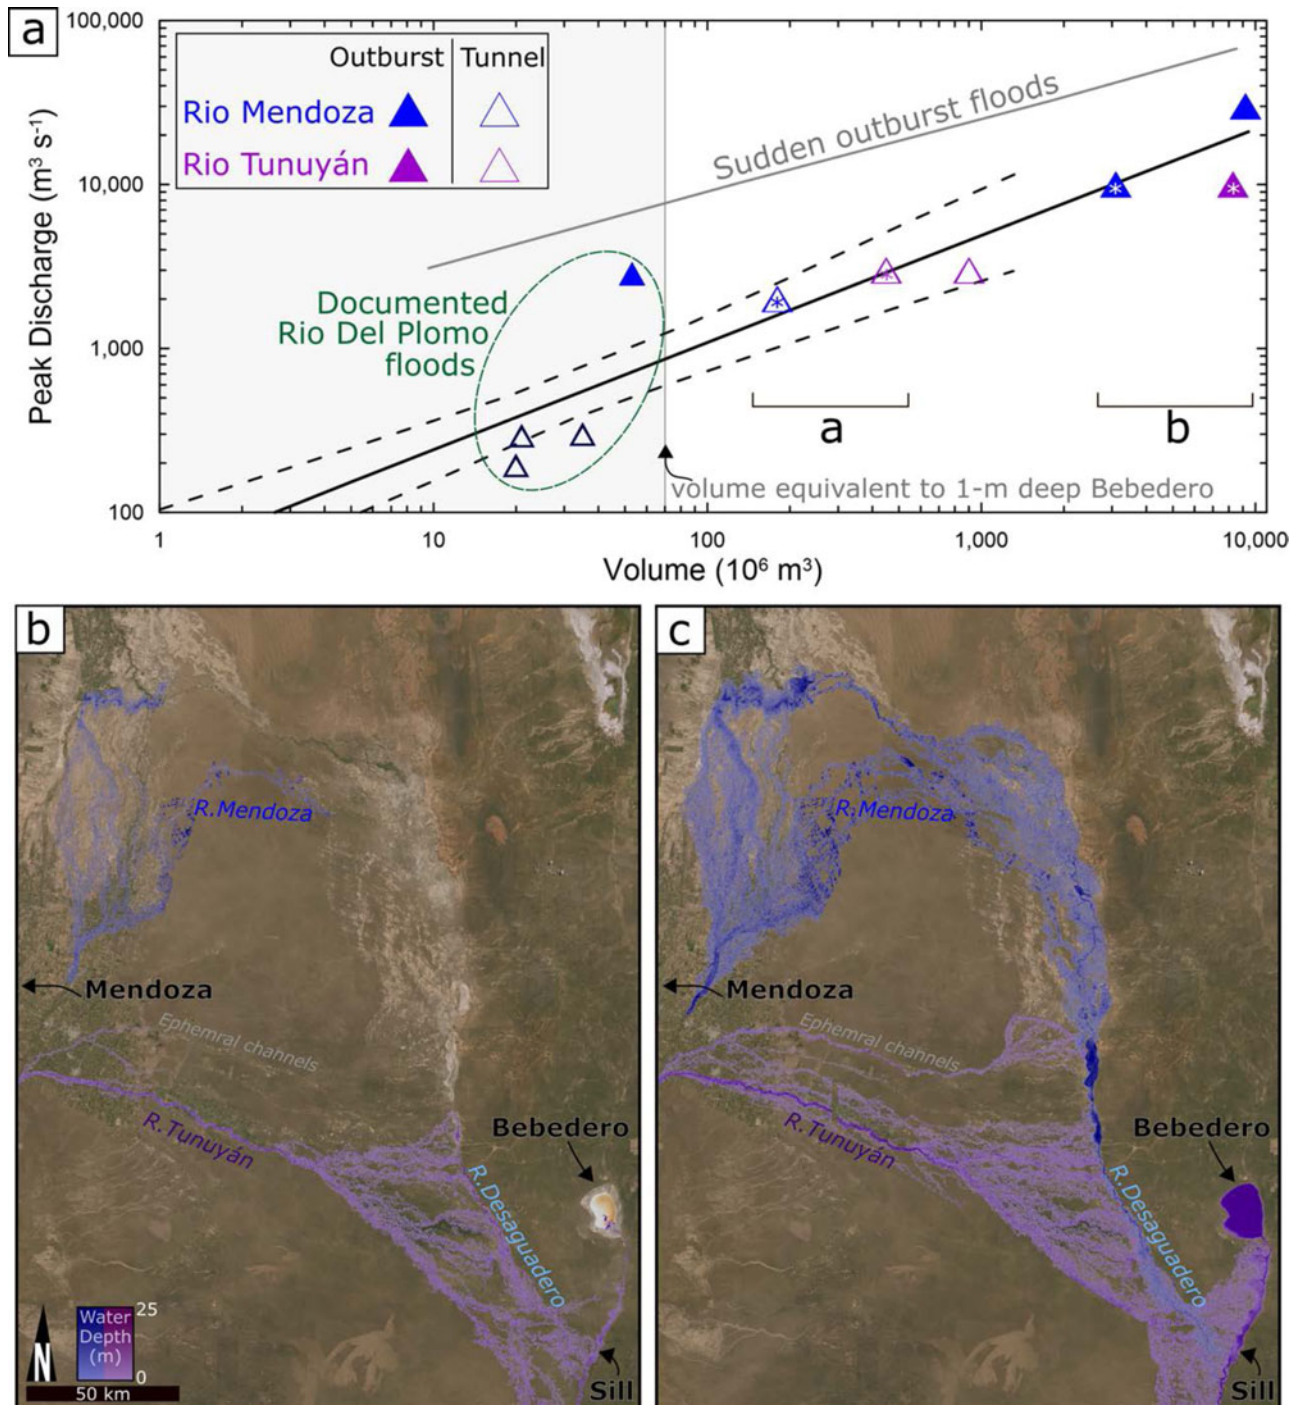 a
100,000
10,000
1,000
100
Peak Discharge (m³ s⁻¹)
Outburst Tunnel
Rio Mendoza
Rio Tunuyán
Sudden outburst floods
Documented
Rio Del Plomo
floods
a
b
volume equivalent to 1-m deep Bebedero
1 10 100 1,000 10,000
Volume (10⁶ m³)
b
R.Mendoza
Mendoza
Ephemral channels
R.Tunuyán
Bebedero
R.Desaguadero
Water
Depth
(m)
25
0
N
50 km
Sill
c
R.Mendoza
Mendoza
Ephemral channels
R.Tunuyán
Bebedero
R.Desaguadero
Sill